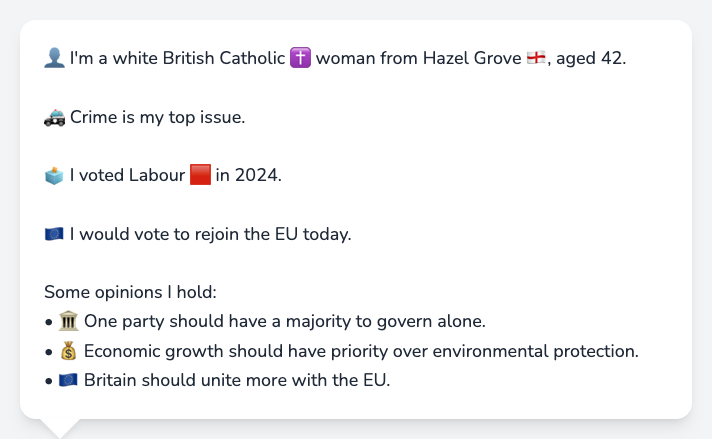 👤 I'm a white British Catholic ✝️ woman from Hazel Grove 🏴󠁧󠁢󠁥󠁮󠁧󠁿, aged 42.
🚓 Crime is my top issue.
🗳️ I voted Labour 🟥 in 2024.
🇪🇺 I would vote to rejoin the EU today.
Some opinions I hold:
• 🏛️ One party should have a majority to govern alone.
• 💰 Economic growth should have priority over environmental protection.
• 🇪🇺 Britain should unite more with the EU.